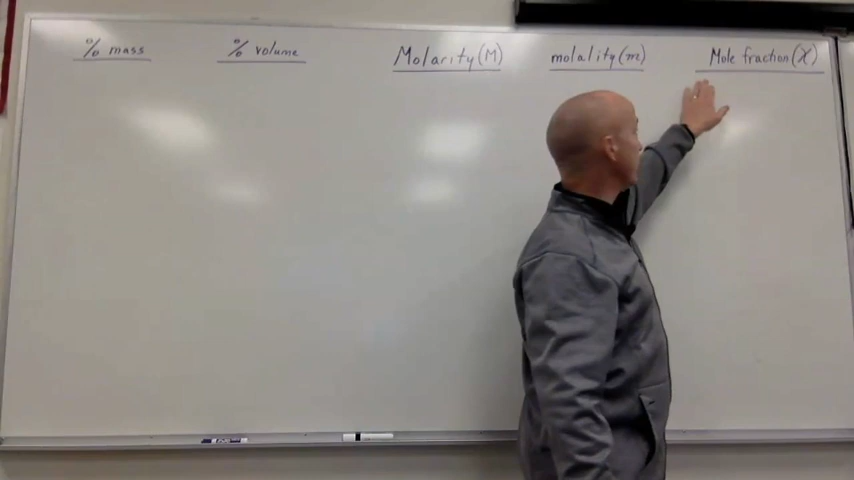 % mass
% volume
Molarity (M)
molality (m)
Mole fraction (X)